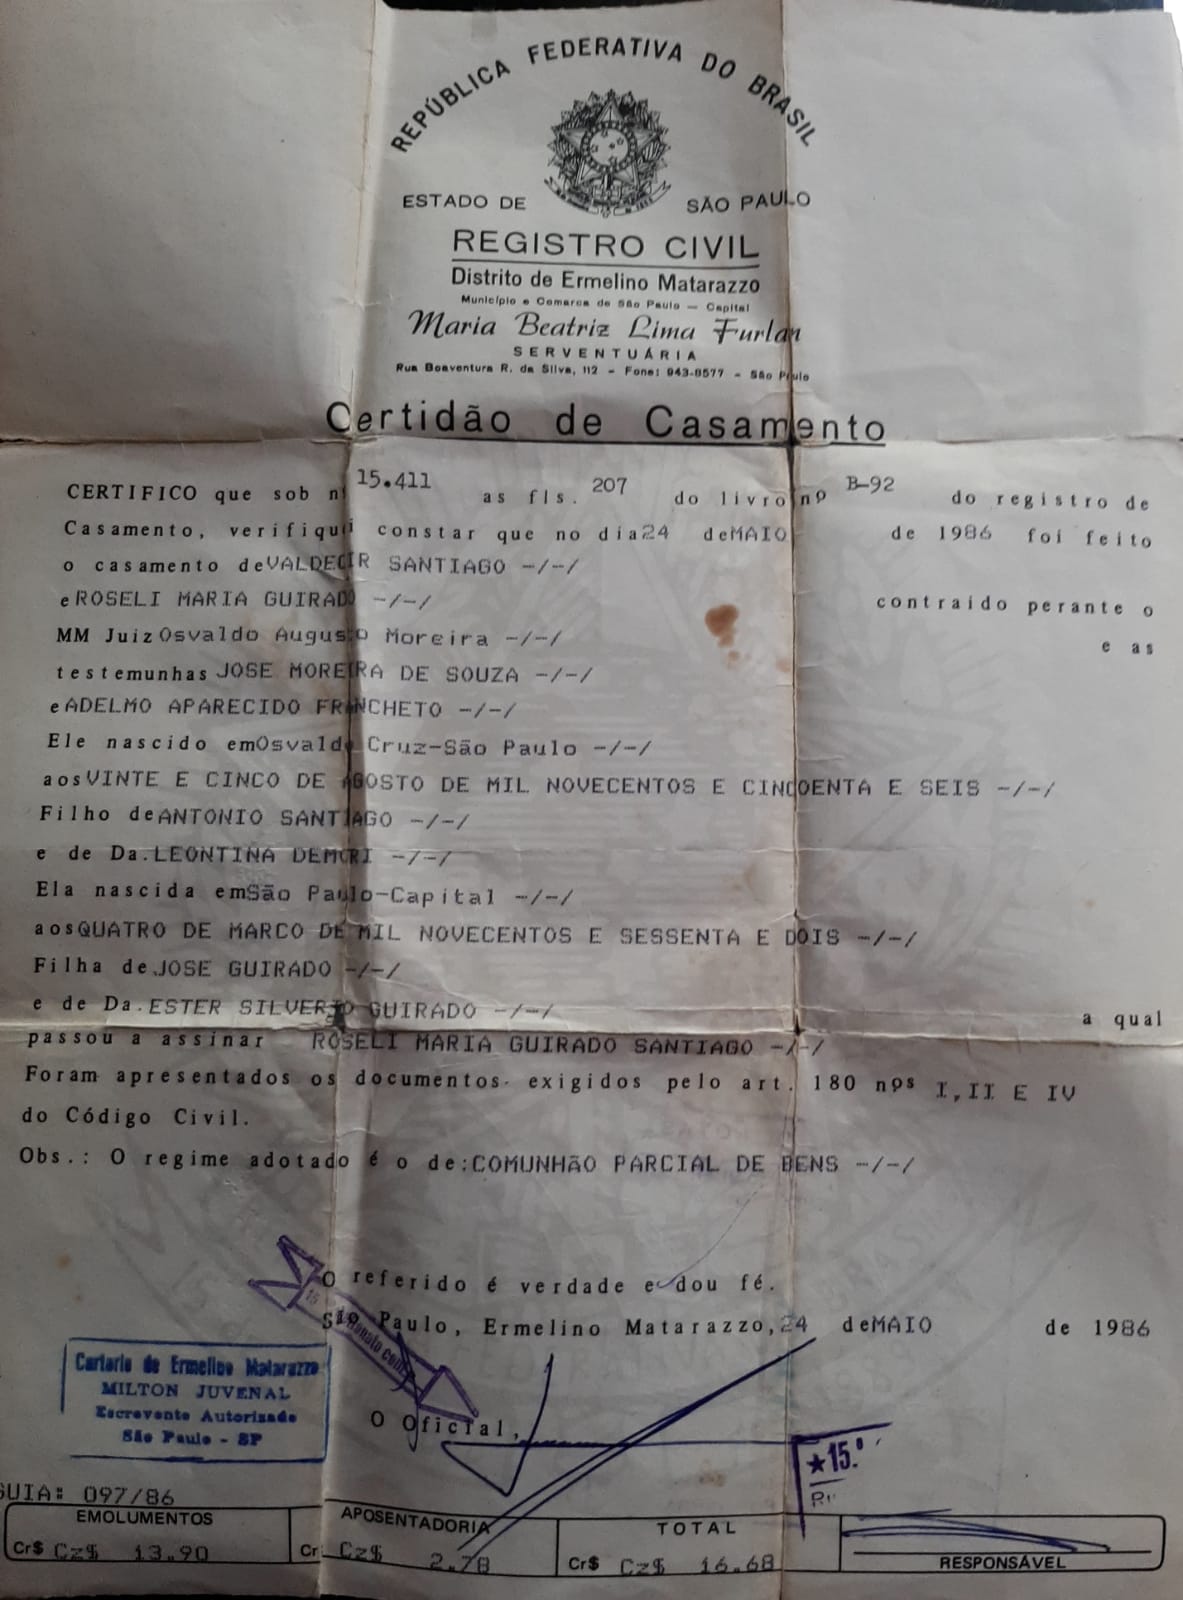 REPÚBLICA FEDERATIVA DO BRASIL
ESTADO DE SÃO PAULO
REGISTRO CIVIL
Distrito de Ermelino Matarazzo
Município e Comarca de São Paulo — Capital
Maria Beatriz Lima Furlan
SERVENTUÁRIA
Rua Boaventura R. da Silva, 112 - Fone: 943-8577 - São Paulo
Certidão de Casamento
CERTIFICO que sob nº 15.411 as fls. 207 do livro nº B-92 do registro de
Casamento, verifiquei constar que no dia 24 de MAIO de 1986 foi feito
o casamento de VALDECIR SANTIAGO -/-/
e ROSELI MARIA GUIRADO -/-/ contraido perante o
MM Juiz Osvaldo Augusto Moreira -/-/ e as
testemunhas JOSE MOREIRA DE SOUZA -/-/
e ADELMO APARECIDO FRANCHETO -/-/
Ele nascido em Osvaldo Cruz-São Paulo -/-/
aos VINTE E CINCO DE AGOSTO DE MIL NOVECENTOS E CINCOENTA E SEIS -/-/
Filho de ANTONIO SANTIAGO -/-/
e de Da. LEONTINA -/-/
Ela nascida em São Paulo-Capital -/-/
aos QUATRO DE MARCO DE MIL NOVECENTOS E SESSENTA E DOIS -/-/
Filha de JOSE GUIRADO -/-/
e de Da. ESTER SILVERIO GUIRADO -/-/ a qual
passou a assinar ROSELI MARIA GUIRADO SANTIAGO -/-/
Foram apresentados os documentos exigidos pelo art. 180 nºs I,II E IV
do Código Civil.
Obs.: O regime adotado é o de: COMUNHÃO PARCIAL DE BENS -/-/
O referido é verdade e dou fé.
São Paulo, Ermelino Matarazzo, 24 de MAIO de 1986
Cartorio de Ermelino Matarazzo
MILTON JUVENAL
Escrevente Autorizado
São Paulo - SP
O Oficial,
★15.º
GUIA: 097/86
EMOLUMENTOS
Cr$ Cz$ 13.90
APOSENTADORIA
Cr Cz$ 2.78
TOTAL
Cr$ Cz$ 16.68
RESPONSÁVEL